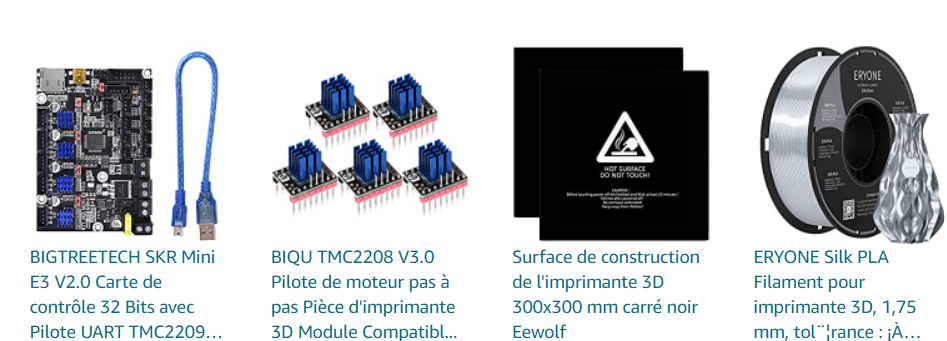 ERYONE
HOT SURFACE
DO NOT TOUCH!
CAUTION:
BIGTREETECH SKR Mini
E3 V2.0 Carte de
contrôle 32 Bits avec
Pilote UART TMC2209...
BIQU TMC2208 V3.0
Pilote de moteur pas à
pas Pièce d'imprimante
3D Module Compatibl...
Surface de construction
de l'imprimante 3D
300x300 mm carré noir
Eewolf
ERYONE Silk PLA
Filament pour
imprimante 3D, 1,75
mm, tol¨¦rance : ¡À...